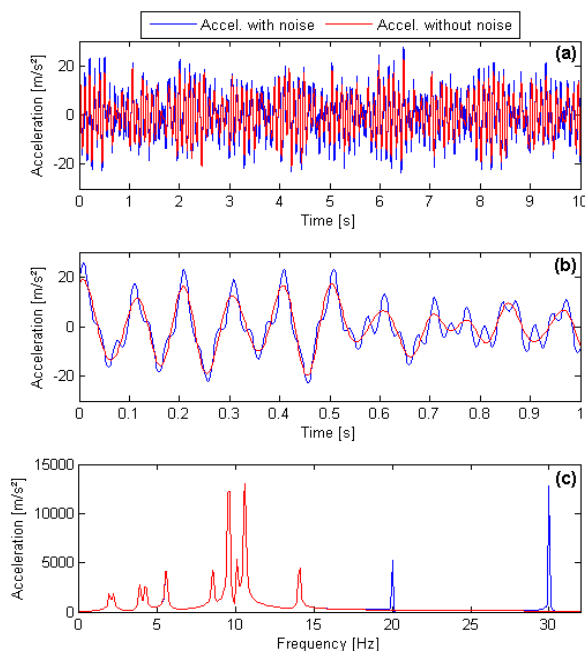 Accel. with noise Accel. without noise
(a)
20
0
-20
Acceleration [m/s²]
0 1 2 3 4 5 6 7 8 9 10
Time [s]
(b)
20
0
-20
Acceleration [m/s²]
0 0.1 0.2 0.3 0.4 0.5 0.6 0.7 0.8 0.9 1
Time [s]
(c)
15000
10000
5000
0
Acceleration [m/s²]
0 5 10 15 20 25 30
Frequency [Hz]